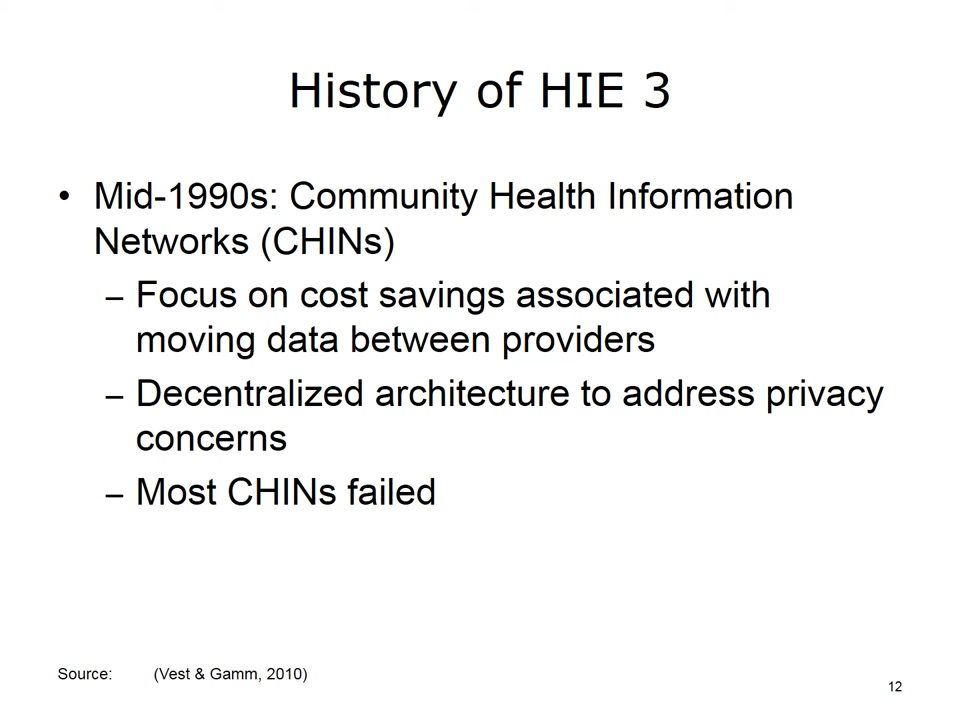 History of HIE 3
• Mid-1990s: Community Health Information
Networks (CHINs)
– Focus on cost savings associated with
moving data between providers
– Decentralized architecture to address privacy
concerns
– Most CHINs failed
Source: (Vest & Gamm, 2010)
12